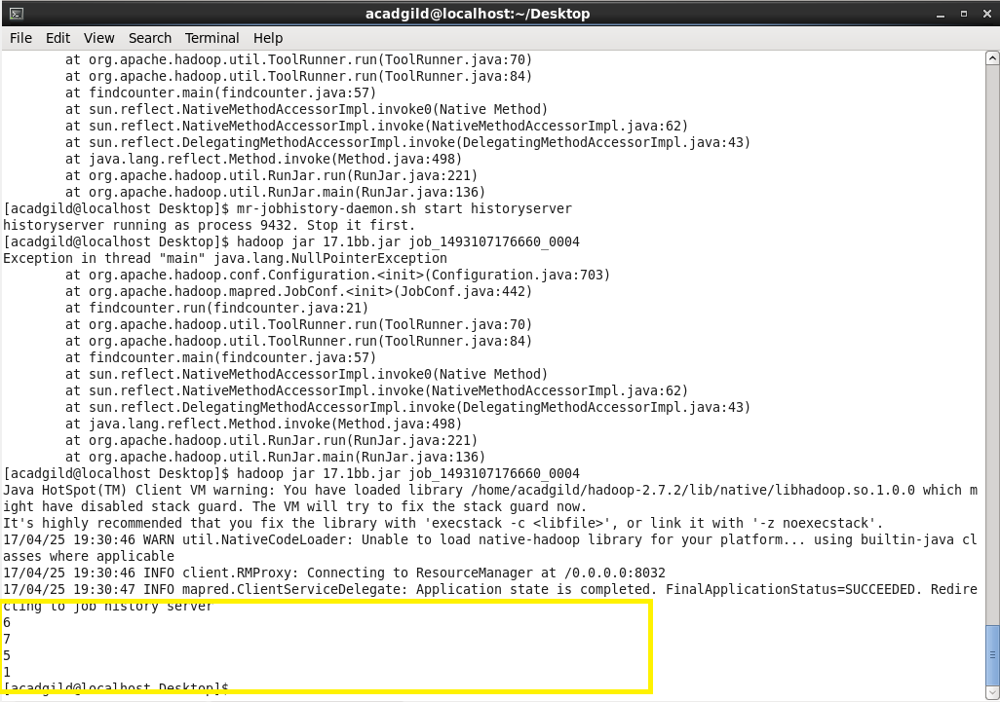 acadgild@localhost:~/Desktop
File Edit View Search Terminal Help
at org.apache.hadoop.util.ToolRunner.run(ToolRunner.java:70)
at org.apache.hadoop.util.ToolRunner.run(ToolRunner.java:84)
at findcounter.main(findcounter.java:57)
at sun.reflect.NativeMethodAccessorImpl.invoke0(Native Method)
at sun.reflect.NativeMethodAccessorImpl.invoke(NativeMethodAccessorImpl.java:62)
at sun.reflect.DelegatingMethodAccessorImpl.invoke(DelegatingMethodAccessorImpl.java:43)
at java.lang.reflect.Method.invoke(Method.java:498)
at org.apache.hadoop.util.RunJar.run(RunJar.java:221)
at org.apache.hadoop.util.RunJar.main(RunJar.java:136)
[acadgild@localhost Desktop]$ mr-jobhistory-daemon.sh start historyserver
historyserver running as process 9432. Stop it first.
[acadgild@localhost Desktop]$ hadoop jar 17.1bb.jar job_1493107176660_0004
Exception in thread "main" java.lang.NullPointerException
at org.apache.hadoop.conf.Configuration.<init>(Configuration.java:703)
at org.apache.hadoop.mapred.JobConf.<init>(JobConf.java:442)
at findcounter.run(findcounter.java:21)
at org.apache.hadoop.util.ToolRunner.run(ToolRunner.java:70)
at org.apache.hadoop.util.ToolRunner.run(ToolRunner.java:84)
at findcounter.main(findcounter.java:57)
at sun.reflect.NativeMethodAccessorImpl.invoke0(Native Method)
at sun.reflect.NativeMethodAccessorImpl.invoke(NativeMethodAccessorImpl.java:62)
at sun.reflect.DelegatingMethodAccessorImpl.invoke(DelegatingMethodAccessorImpl.java:43)
at java.lang.reflect.Method.invoke(Method.java:498)
at org.apache.hadoop.util.RunJar.run(RunJar.java:221)
at org.apache.hadoop.util.RunJar.main(RunJar.java:136)
[acadgild@localhost Desktop]$ hadoop jar 17.1bb.jar job_1493107176660_0004
Java HotSpot(TM) Client VM warning: You have loaded library /home/acadgild/hadoop-2.7.2/lib/native/libhadoop.so.1.0.0 which m
ight have disabled stack guard. The VM will try to fix the stack guard now.
It's highly recommended that you fix the library with 'execstack -c <libfile>', or link it with '-z noexecstack'.
17/04/25 19:30:46 WARN util.NativeCodeLoader: Unable to load native-hadoop library for your platform... using builtin-java cl
asses where applicable
17/04/25 19:30:46 INFO client.RMProxy: Connecting to ResourceManager at /0.0.0.0:8032
17/04/25 19:30:47 INFO mapred.ClientServiceDelegate: Application state is completed. FinalApplicationStatus=SUCCEEDED. Redire
cting to job history server
6
7
5
1
[acadgild@localhost Desktop]$